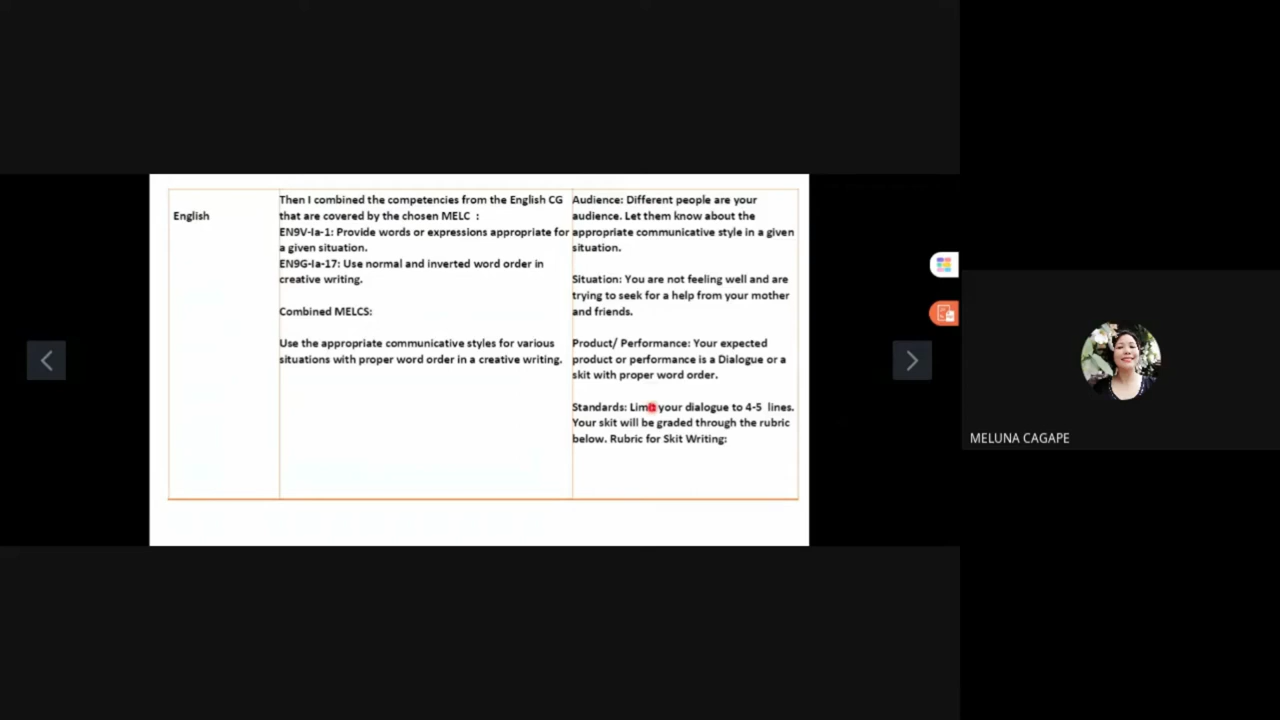 English
Then I combined the competencies from the English CG
that are covered by the chosen MELC :
EN9V-Ia-1: Provide words or expressions appropriate for
a given situation.
EN9G-Ia-17: Use normal and inverted word order in
creative writing.
Combined MELCS:
Use the appropriate communicative styles for various
situations with proper word order in a creative writing.
Audience: Different people are your
audience. Let them know about the
appropriate communicative style in a given
situation.
Situation: You are not feeling well and are
trying to seek for a help from your mother
and friends.
Product/ Performance: Your expected
product or performance is a Dialogue or a
skit with proper word order.
Standards: Limit your dialogue to 4-5 lines.
Your skit will be graded through the rubric
below. Rubric for Skit Writing:
MELUNA CAGAPE